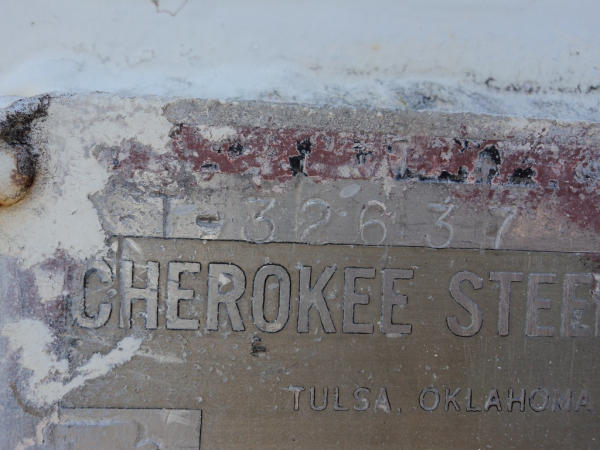 32637
CHEROKEE STEE
TULSA, OKLAHOMA